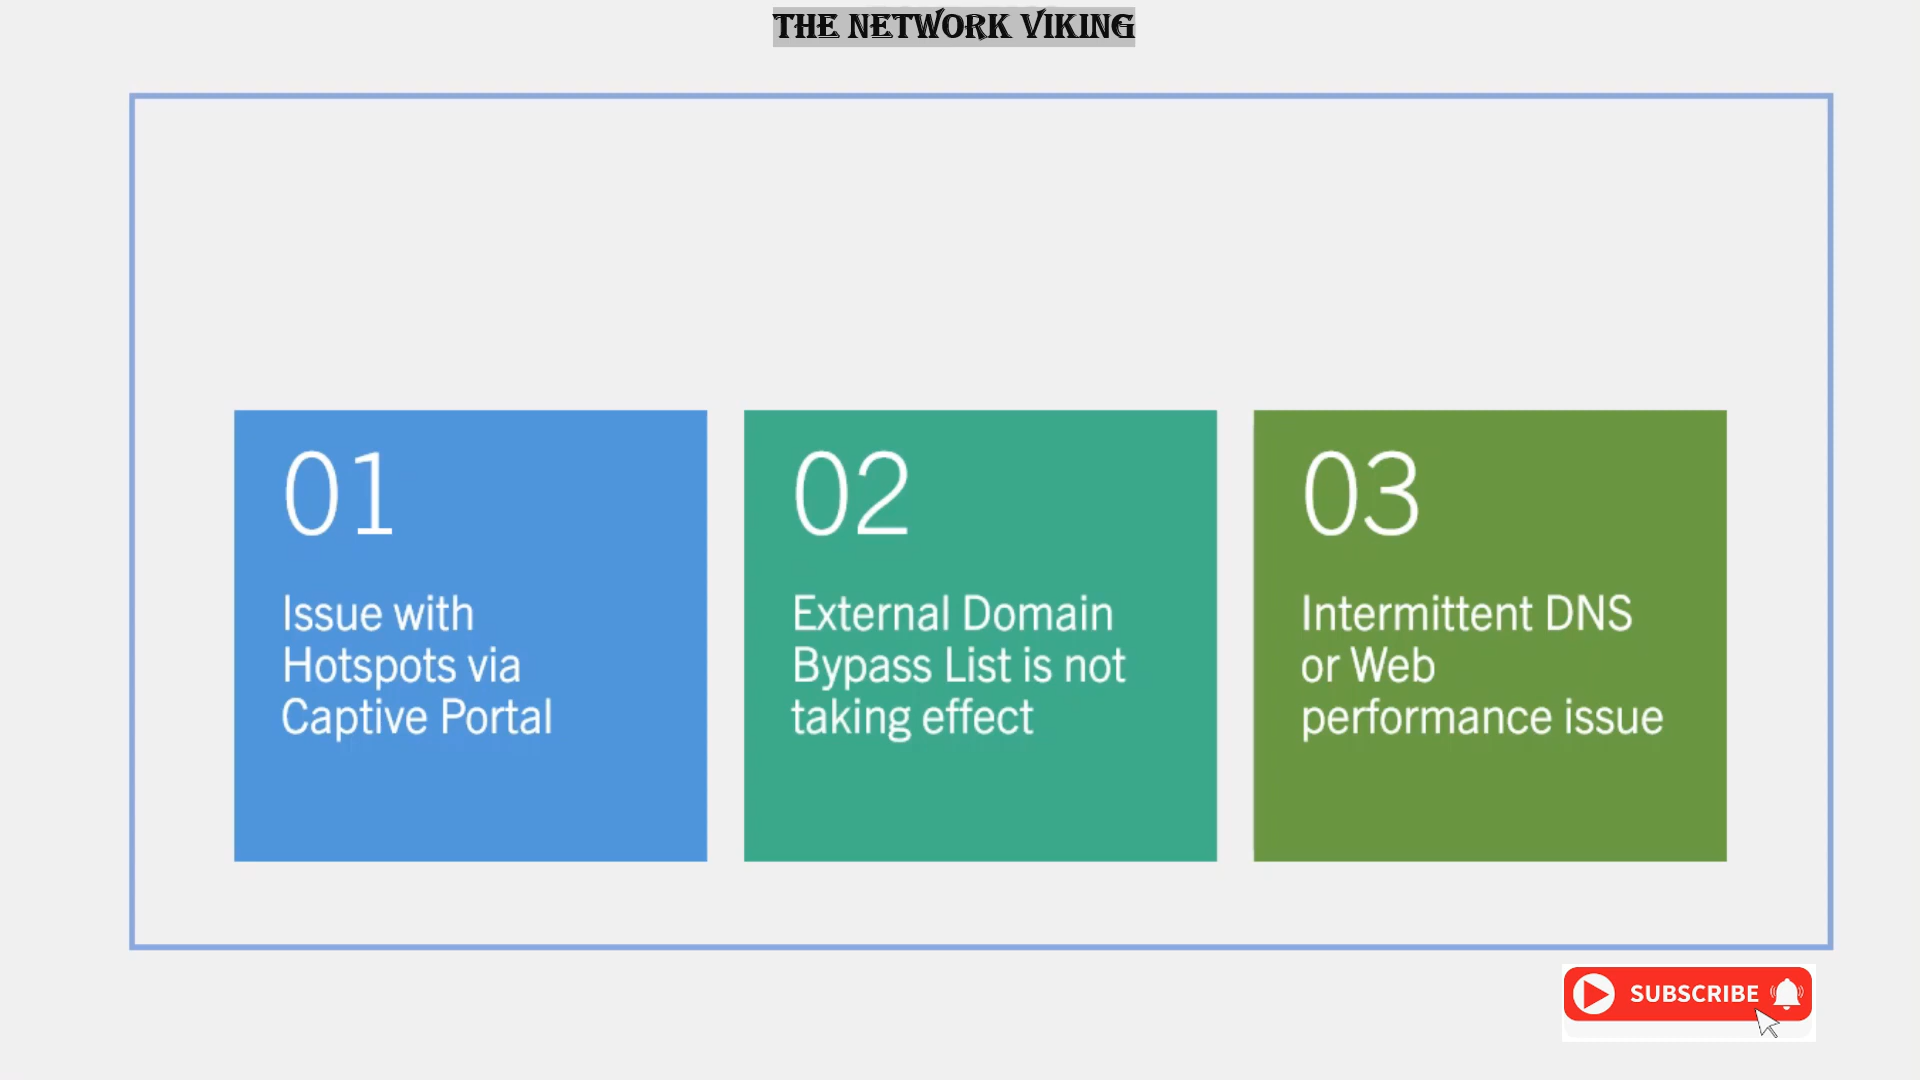 THE NETWORK VIKING
01
Issue with
Hotspots via
Captive Portal
02
External Domain
Bypass List is not
taking effect
03
Intermittent DNS
or Web
performance issue
SUBSCRIBE